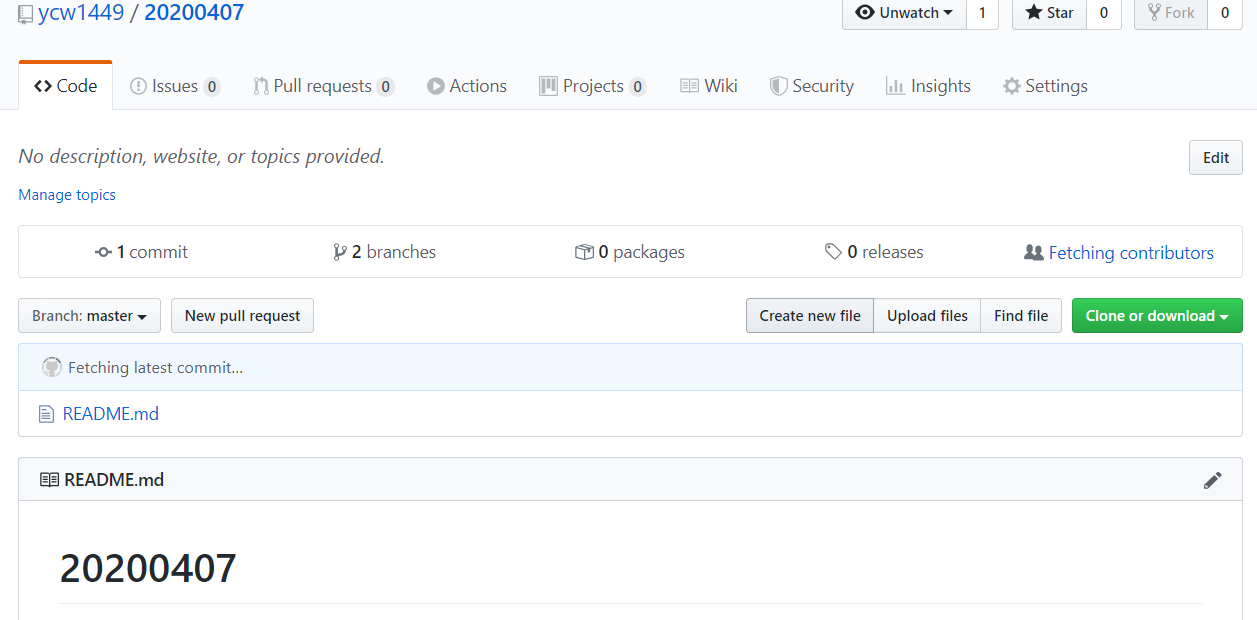 ycw1449 / 20200407 Unwatch 1 Star 0 Fork 0
Code Issues 0 Pull requests 0 Actions Projects 0 Wiki Security Insights Settings
No description, website, or topics provided. Edit
Manage topics
1 commit 2 branches 0 packages 0 releases Fetching contributors
Branch: master New pull request Create new file Upload files Find file Clone or download
Fetching latest commit...
README.md
README.md
20200407